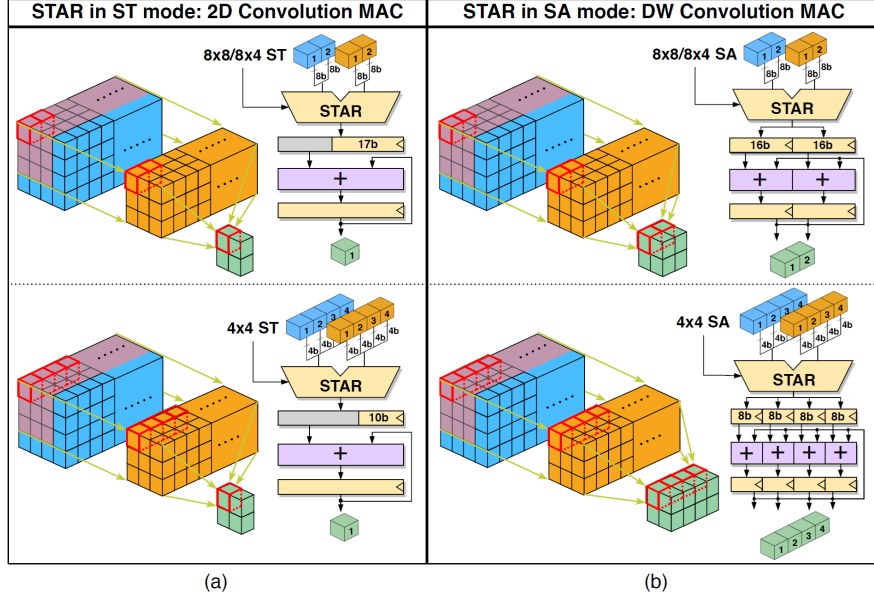 STAR in ST mode: 2D Convolution MAC
8x8/8x4 ST
1 2 1 2
8b 8b 8b 8b
STAR
17b
+
1
4x4 ST
1 2 3 4 1 2 3 4
4b 4b 4b 4b 4b 4b 4b 4b
STAR
10b
+
1
(a)
STAR in SA mode: DW Convolution MAC
8x8/8x4 SA
1 2 1 2
8b 8b 8b 8b
STAR
16b 16b
+ +
1 2
4x4 SA
1 2 3 4 1 2 3 4
4b 4b 4b 4b 4b 4b 4b 4b
STAR
8b 8b 8b 8b
+ + + +
1 2 3 4
(b)